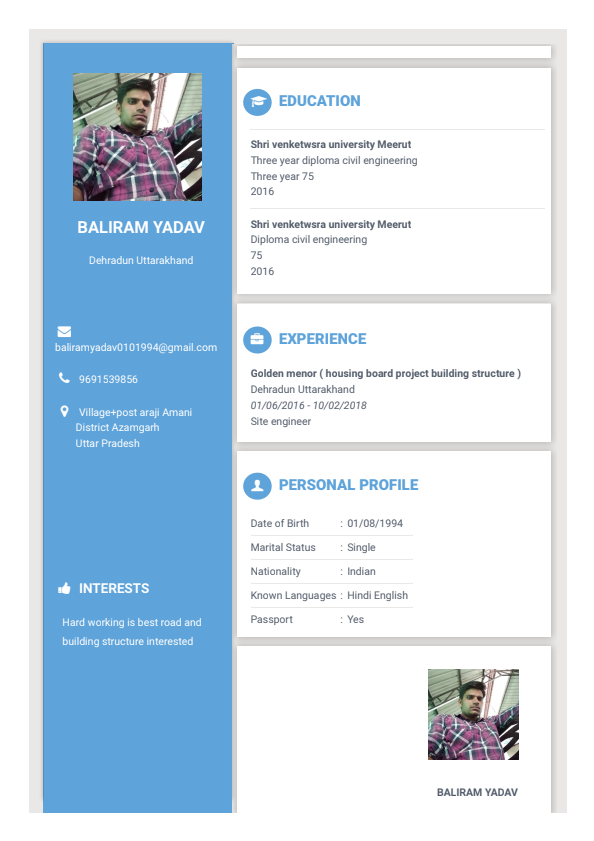 BALIRAM YADAV
Dehradun Uttarakhand
baliramyadav0101994@gmail.com
9691539856
Village+post araji Amani
District Azamgarh
Uttar Pradesh
INTERESTS
Hard working is best road and
building structure interested
EDUCATION
Shri venketwsra university Meerut
Three year diploma civil engineering
Three year 75
2016
Shri venketwsra university Meerut
Diploma civil engineering
75
2016
EXPERIENCE
Golden menor ( housing board project building structure )
Dehradun Uttarakhand
01/06/2016 - 10/02/2018
Site engineer
PERSONAL PROFILE
Date of Birth : 01/08/1994
Marital Status : Single
Nationality : Indian
Known Languages : Hindi English
Passport : Yes
BALIRAM YADAV